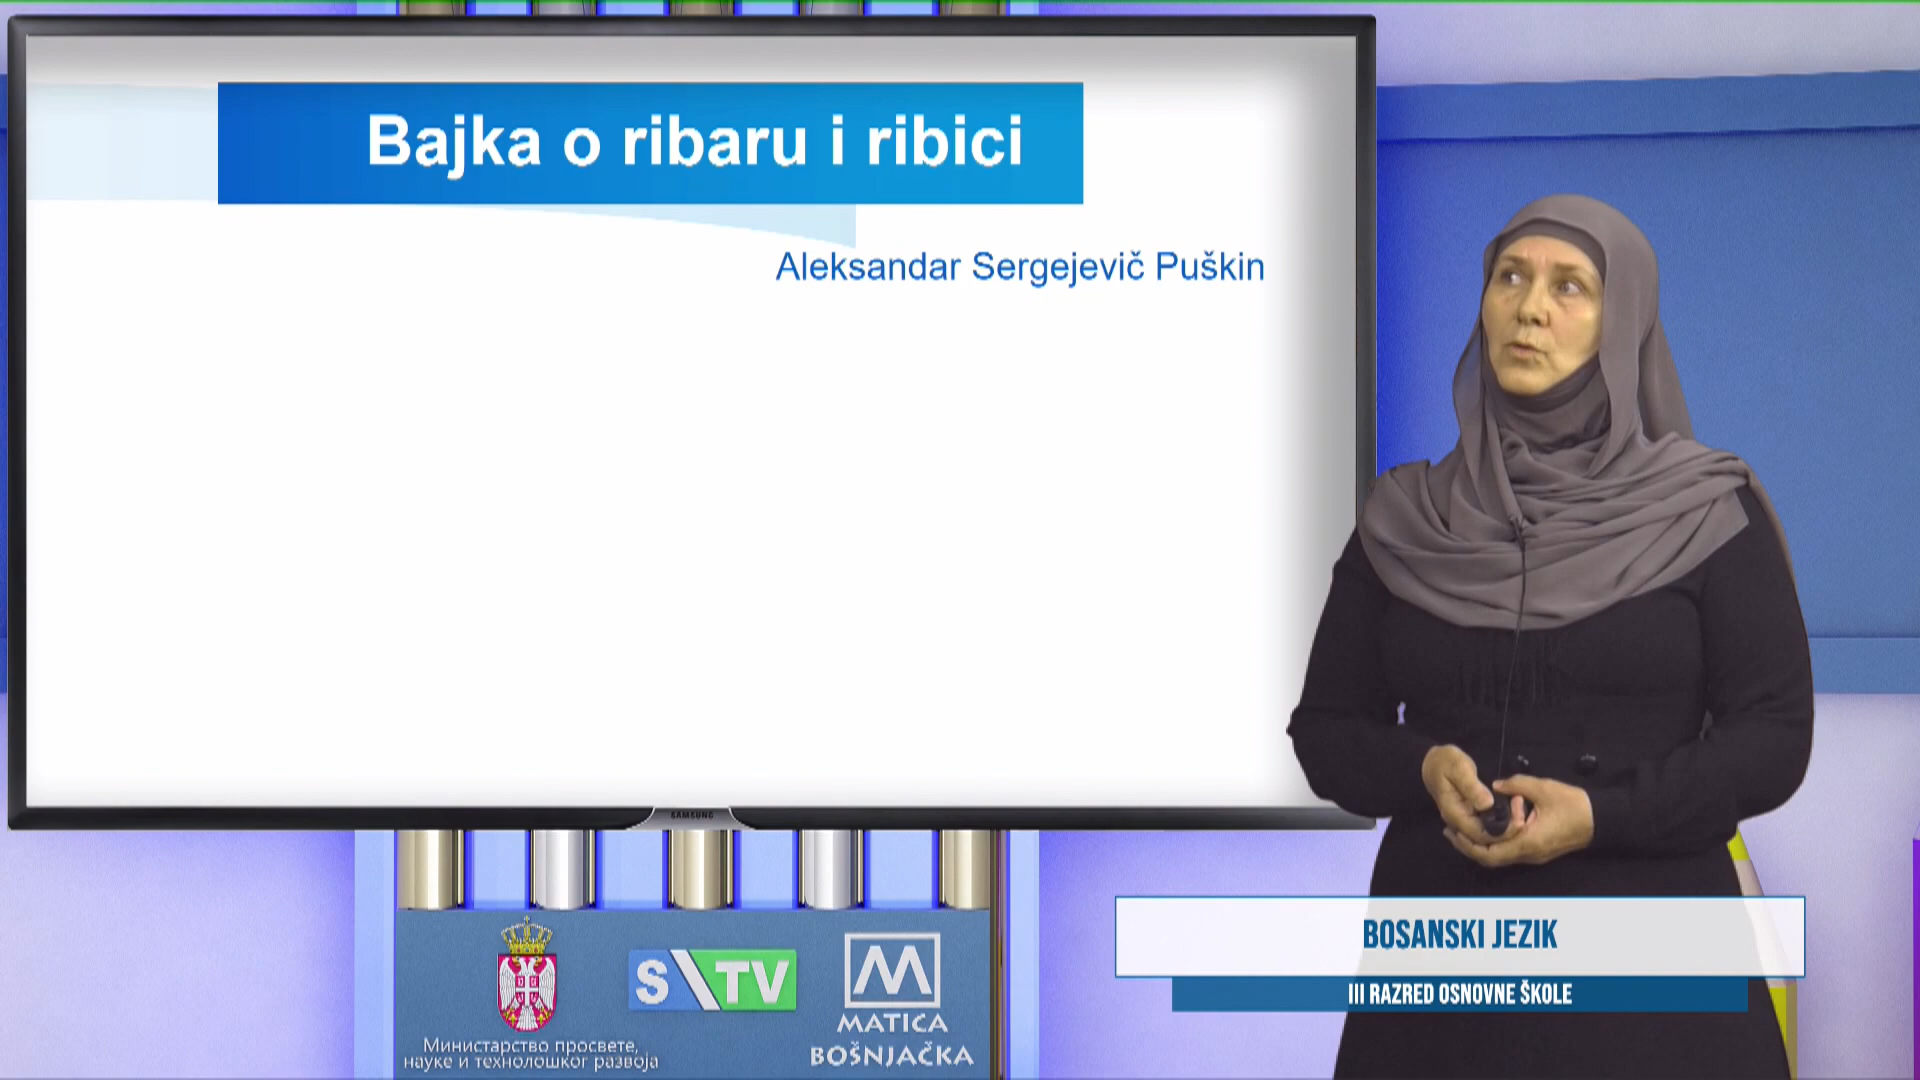 Bajka o ribaru i ribici
Aleksandar Sergejevič Puškin
SAMSUNG
BOSANSKI JEZIK
III RAZRED OSNOVNE ŠKOLE
S TV
M
MATICA
BOŠNJAČKA
Министарство просвете,
науке и технолошког развоја